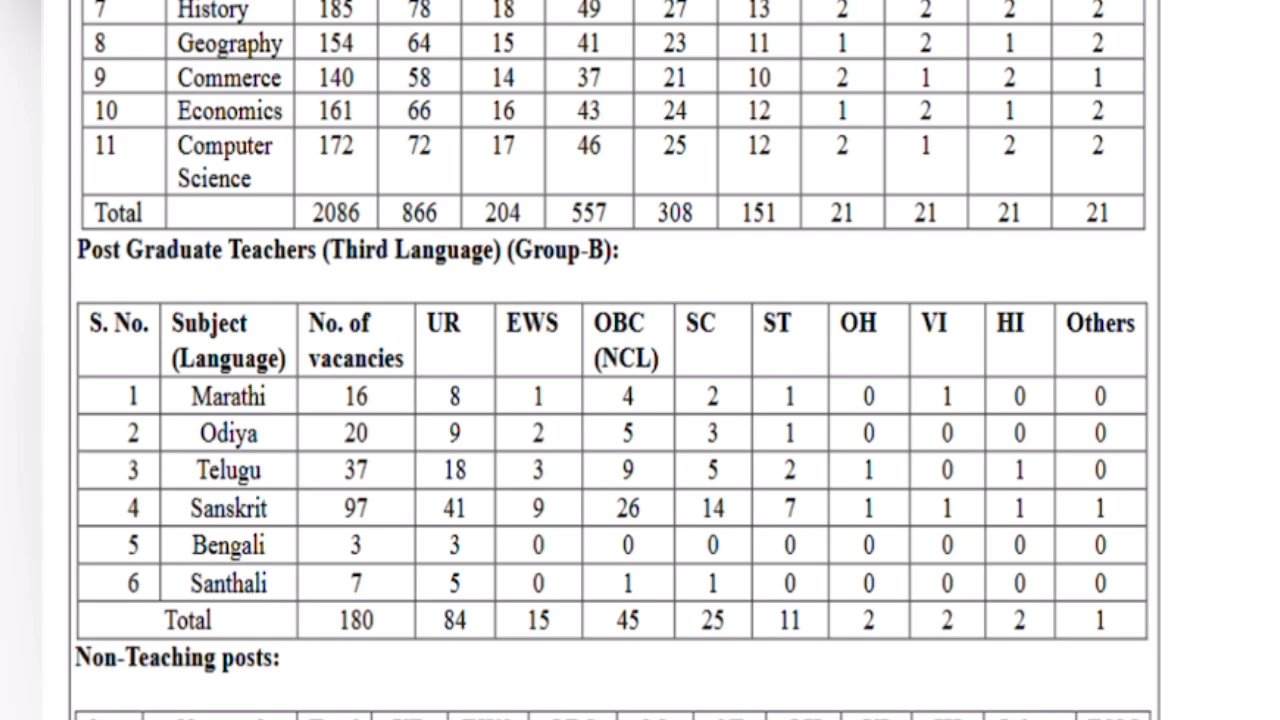 7 History 185 78 18 49 27 13 2 2 2 2
8 Geography 154 64 15 41 23 11 1 2 1 2
9 Commerce 140 58 14 37 21 10 2 1 2 1
10 Economics 161 66 16 43 24 12 1 2 1 2
11 Computer 172 72 17 46 25 12 2 1 2 2
Science
Total 2086 866 204 557 308 151 21 21 21 21
Post Graduate Teachers (Third Language) (Group-B):
S. No. Subject No. of UR EWS OBC SC ST OH VI HI Others
(Language) vacancies (NCL)
1 Marathi 16 8 1 4 2 1 0 1 0 0
2 Odiya 20 9 2 5 3 1 0 0 0 0
3 Telugu 37 18 3 9 5 2 1 0 1 0
4 Sanskrit 97 41 9 26 14 7 1 1 1 1
5 Bengali 3 3 0 0 0 0 0 0 0 0
6 Santhali 7 5 0 1 1 0 0 0 0 0
Total 180 84 15 45 25 11 2 2 2 1
Non-Teaching posts: